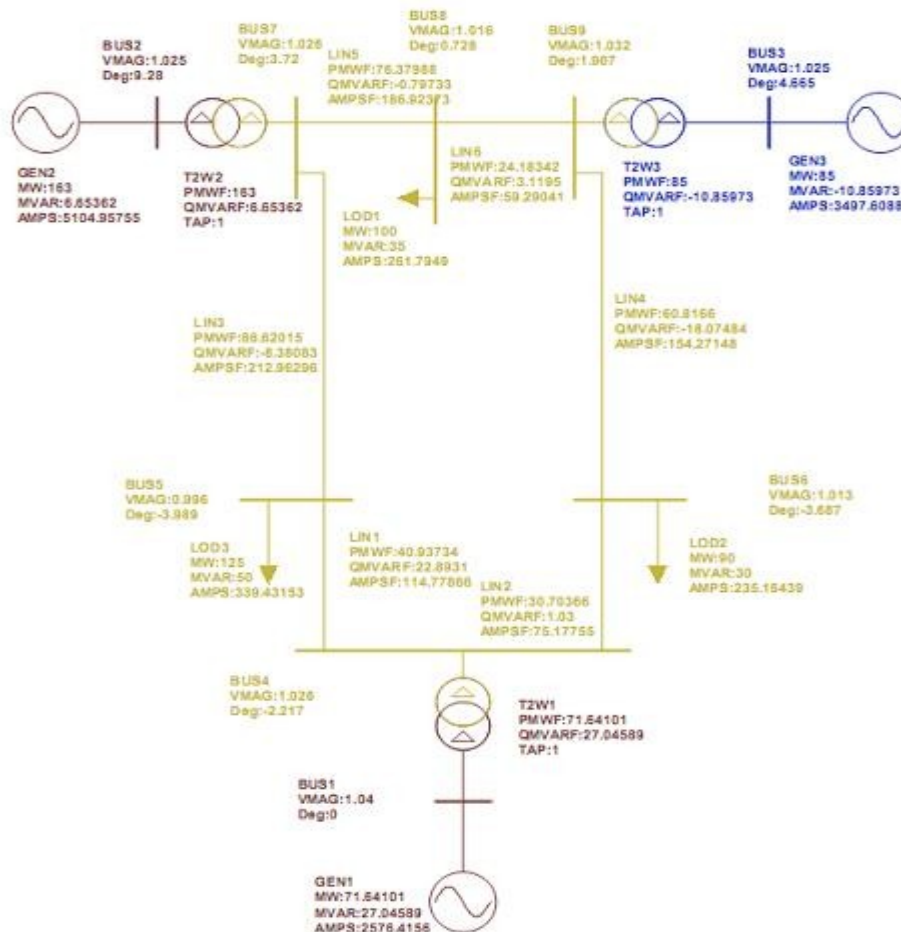 BUS8
VMAG:1.016
Deg:0.728
BUS7
VMAG:1.026
Deg:3.72
BUS9
VMAG:1.032
Deg:1.967
BUS2
VMAG:1.025
Deg:9.28
LIN5
PMWF:76.37988
QMVARF:-0.79733
AMPSF:186.92373
BUS3
VMAG:1.025
Deg:4.665
GEN2
MW:163
MVAR:6.65362
AMPS:5104.95755
T2W2
PMWF:163
QMVARF:6.65362
TAP:1
LIN6
PMWF:24.18342
QMVARF:3.1195
AMPSF:59.29041
T2W3
PMWF:85
QMVARF:-10.85973
TAP:1
GEN3
MW:85
MVAR:-10.85973
AMPS:3497.6088
LOD1
MW:100
MVAR:35
AMPS:261.7949
LIN3
PMWF:86.62015
QMVARF:-8.38083
AMPSF:212.96296
LIN4
PMWF:60.8166
QMVARF:-18.07484
AMPSF:154.27148
BUS5
VMAG:0.996
Deg:-3.989
BUS6
VMAG:1.013
Deg:-3.687
LOD3
MW:125
MVAR:50
AMPS:339.43153
LIN1
PMWF:40.93734
QMVARF:22.8931
AMPSF:114.77866
LIN2
PMWF:30.70366
QMVARF:1.03
AMPSF:75.17755
LOD2
MW:90
MVAR:30
AMPS:235.15439
BUS4
VMAG:1.026
Deg:-2.217
T2W1
PMWF:71.64101
QMVARF:27.04589
TAP:1
BUS1
VMAG:1.04
Deg:0
GEN1
MW:71.64101
MVAR:27.04589
AMPS:2576.4156